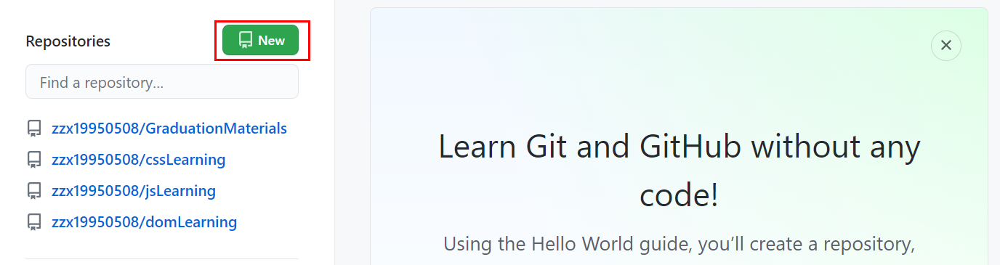 Repositories
New
Find a repository...
zzx19950508/GraduationMaterials
zzx19950508/cssLearning
zzx19950508/jsLearning
zzx19950508/domLearning
Learn Git and GitHub without any
code!
Using the Hello World guide, you’ll create a repository,